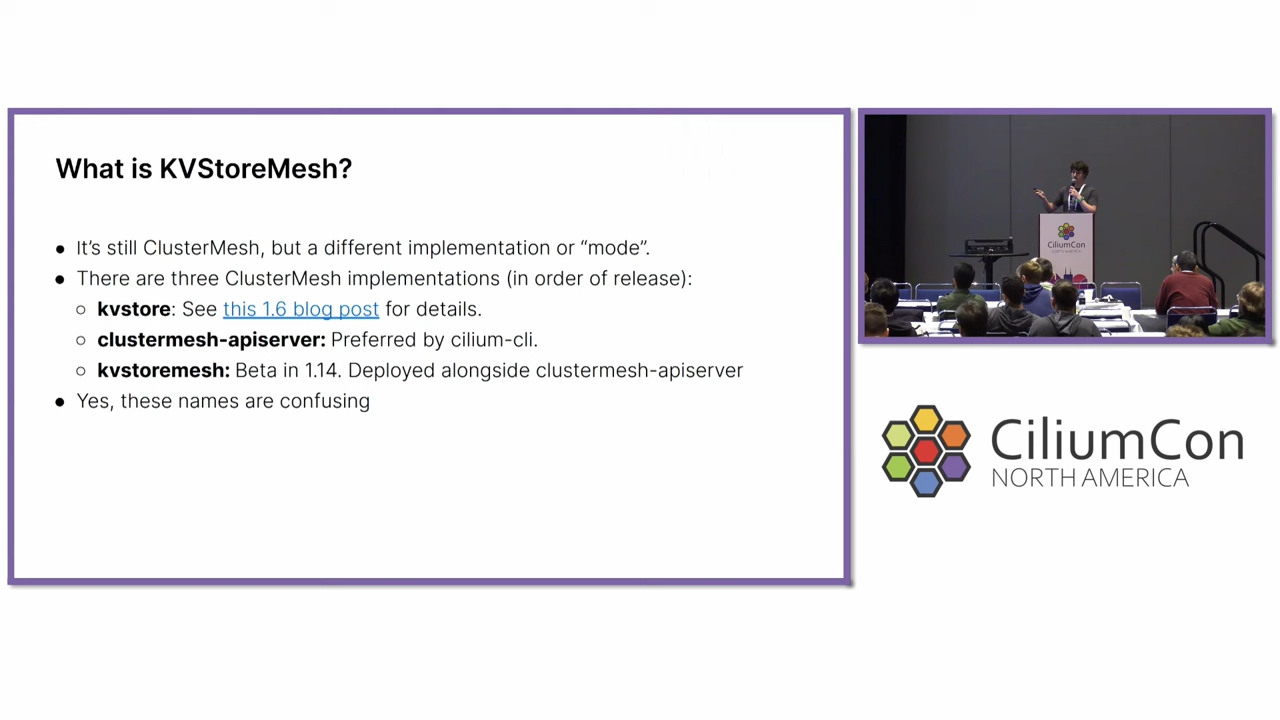 What is KVStoreMesh?
● It’s still ClusterMesh, but a different implementation or “mode”.
● There are three ClusterMesh implementations (in order of release):
○ kvstore: See this 1.6 blog post for details.
○ clustermesh-apiserver: Preferred by cilium-cli.
○ kvstoremesh: Beta in 1.14. Deployed alongside clustermesh-apiserver
● Yes, these names are confusing
CiliumCon
CiliumCon
NORTH AMERICA